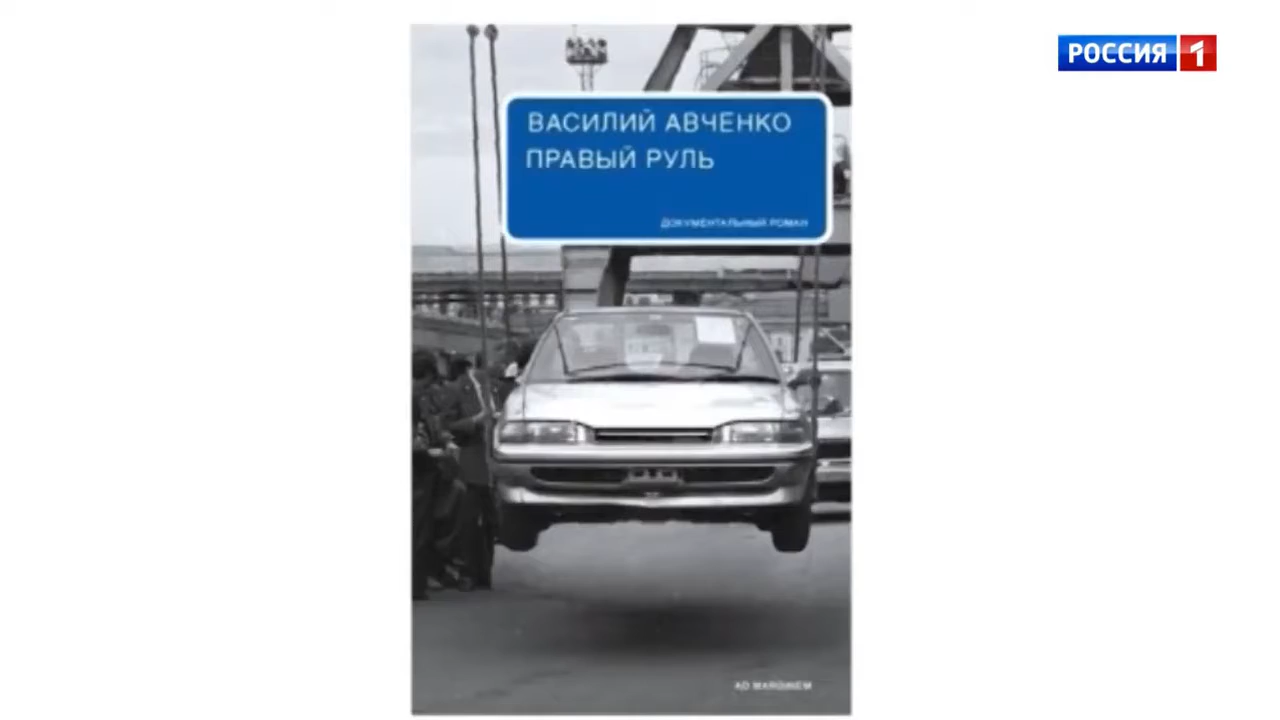 РОССИЯ 1
ВАСИЛИЙ АВЧЕНКО
ПРАВЫЙ РУЛЬ
ДОКУМЕНТАЛЬНЫЙ РОМАН
AD MARGINEM